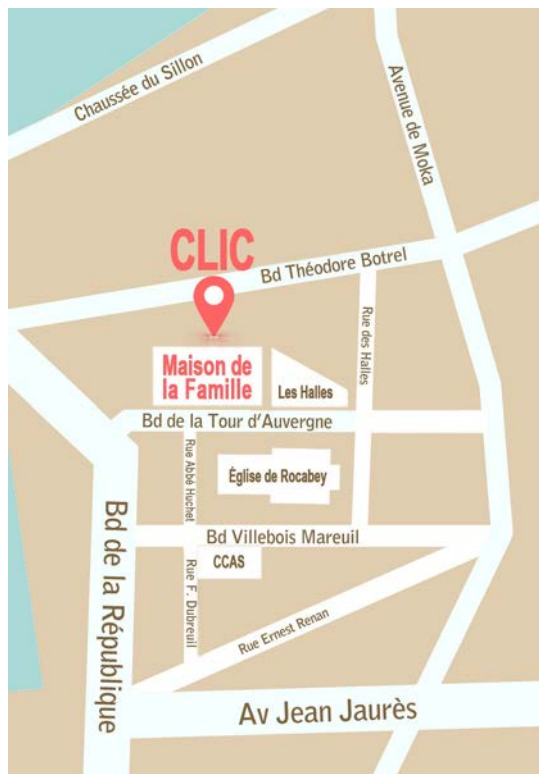 Chaussée du Sillon
Avenue de Moka
CLIC
Bd Théodore Botrel
Rue des Halles
Maison de
la Famille
Les Halles
Bd de la Tour d'Auvergne
Rue Abbé Huchet
Église de Rocabey
Bd de la République
Bd Villebois Mareuil
CCAS
Rue F. Dubreuil
Rue Ernest Renan
Av Jean Jaurès